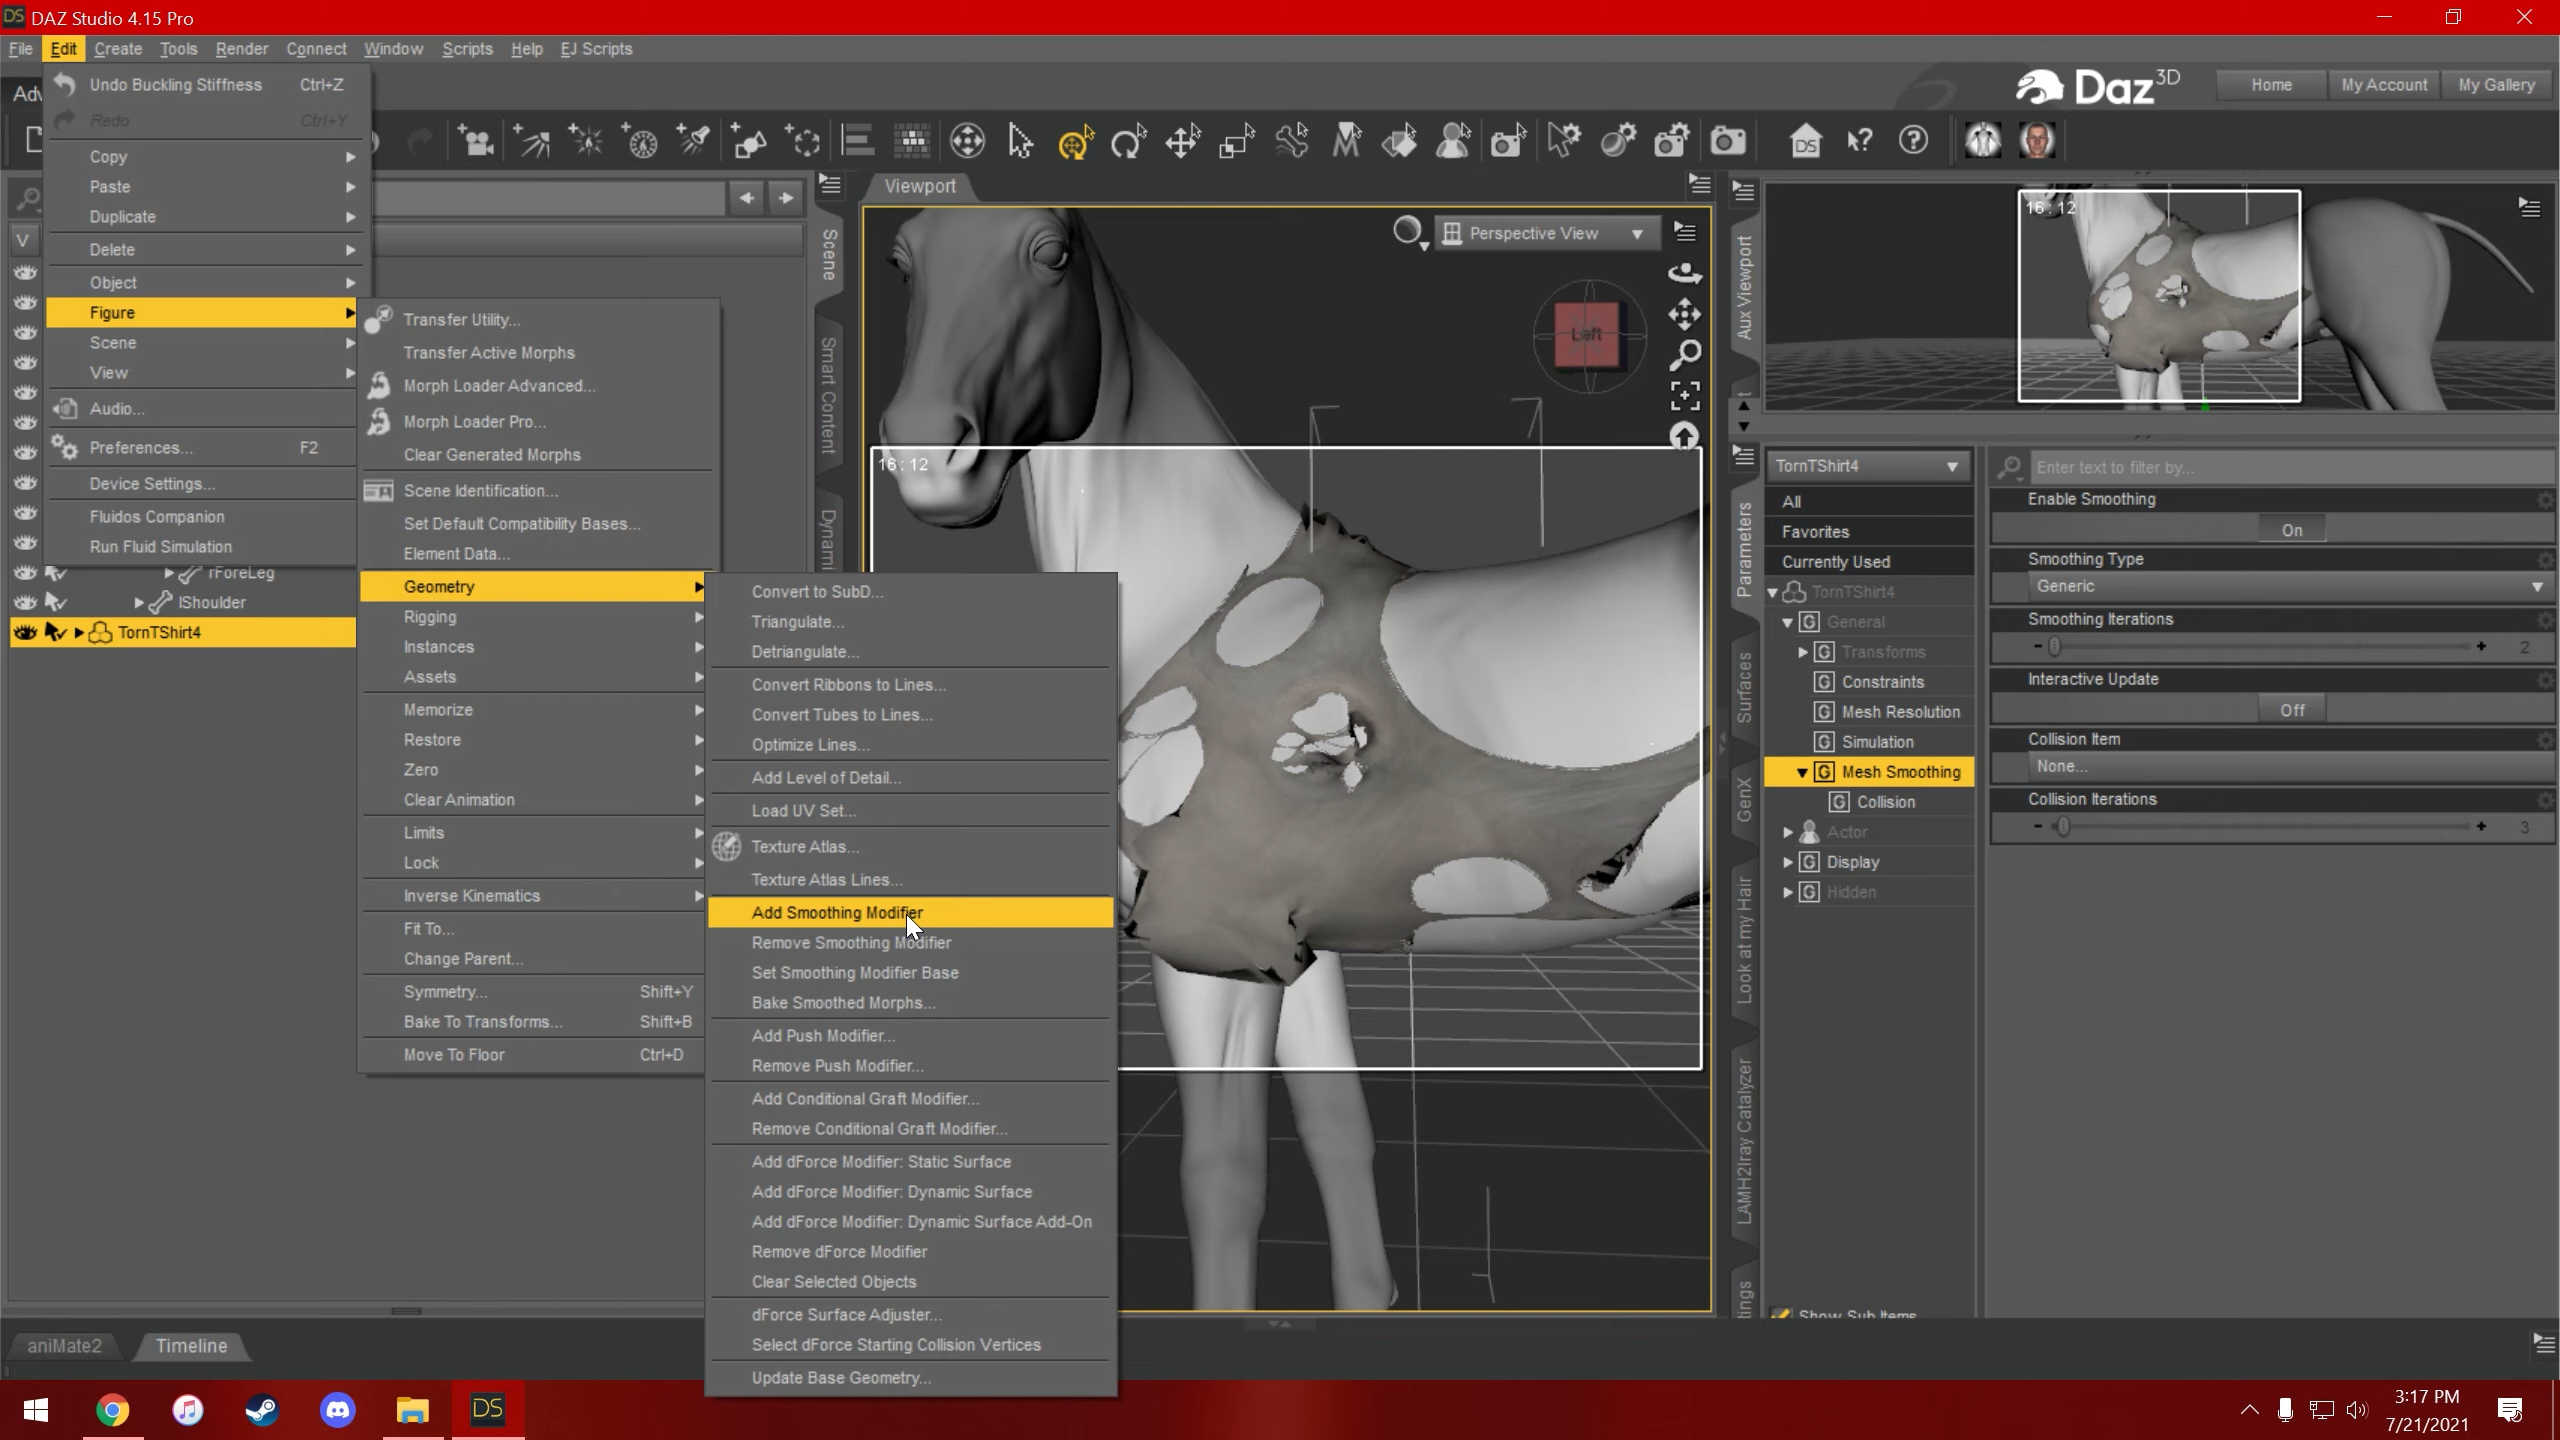 DS DAZ Studio 4.15 Pro
File Edit Create Tools Render Connect Window Scripts Help EJ Scripts
Undo Buckling Stiffness Ctrl+Z
Redo Ctrl+Y
Copy
Paste
Duplicate
Delete
Object
Figure
Scene
View
Audio...
Preferences... F2
Device Settings...
Fluidos Companion
Run Fluid Simulation
V
rForeLeg
lShoulder
TornTShirt4
Transfer Utility...
Transfer Active Morphs
Morph Loader Advanced...
Morph Loader Pro...
Clear Generated Morphs
Scene Identification...
Set Default Compatibility Bases...
Element Data...
Geometry
Rigging
Instances
Assets
Memorize
Restore
Zero
Clear Animation
Limits
Lock
Inverse Kinematics
Fit To...
Change Parent...
Symmetry... Shift+Y
Bake To Transforms... Shift+B
Move To Floor Ctrl+D
Convert to SubD...
Triangulate...
Detriangulate...
Convert Ribbons to Lines...
Convert Tubes to Lines...
Optimize Lines...
Add Level of Detail...
Load UV Set...
Texture Atlas...
Texture Atlas Lines...
Add Smoothing Modifier
Remove Smoothing Modifier
Set Smoothing Modifier Base
Bake Smoothed Morphs...
Add Push Modifier...
Remove Push Modifier...
Add Conditional Graft Modifier...
Remove Conditional Graft Modifier...
Add dForce Modifier: Static Surface
Add dForce Modifier: Dynamic Surface
Add dForce Modifier: Dynamic Surface Add-On
Remove dForce Modifier
Clear Selected Objects
dForce Surface Adjuster...
Select dForce Starting Collision Vertices
Update Base Geometry...
Scene
Smart Content
Viewport
Perspective View
Left
16 : 12
Daz 3D
Home My Account My Gallery
DS
16 : 12
Aux Viewport
Parameters
Surfaces
GenX
Look at my Hair
LAMH2Iray Catalyzer
TornTShirt4
All
Favorites
Currently Used
TornTShirt4
G General
G Transforms
G Constraints
G Mesh Resolution
G Simulation
G Mesh Smoothing
G Collision
Actor
G Display
G Hidden
Show Sub Items
Enter text to filter by...
Enable Smoothing
On
Smoothing Type
Generic
Smoothing Iterations
- + 2
Interactive Update
Off
Collision Item
None...
Collision Iterations
- + 3
aniMate2 Timeline
DS
3:17 PM
7/21/2021